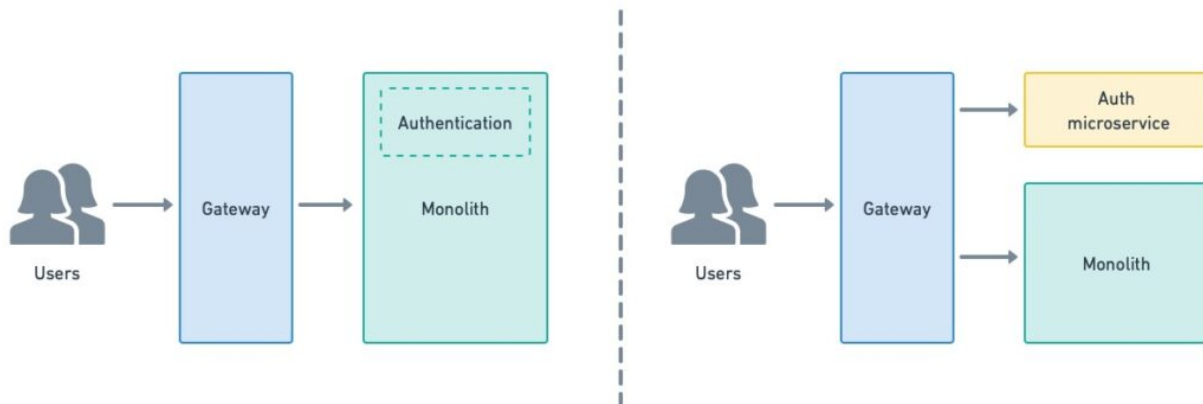 Authentication
Gateway
Monolith
Users
Auth
microservice
Gateway
Monolith
Users